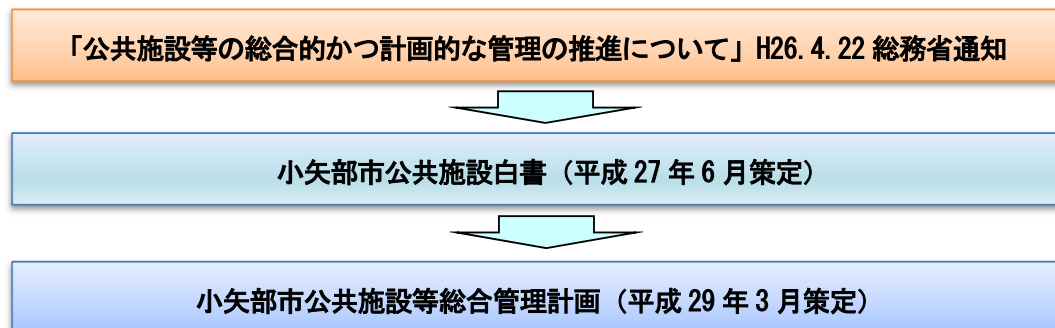 「公共施設等の総合的かつ計画的な管理の推進について」H26.4.22 総務省通知
小矢部市公共施設白書（平成 27 年 6 月策定）
小矢部市公共施設等総合管理計画（平成 29 年 3 月策定）